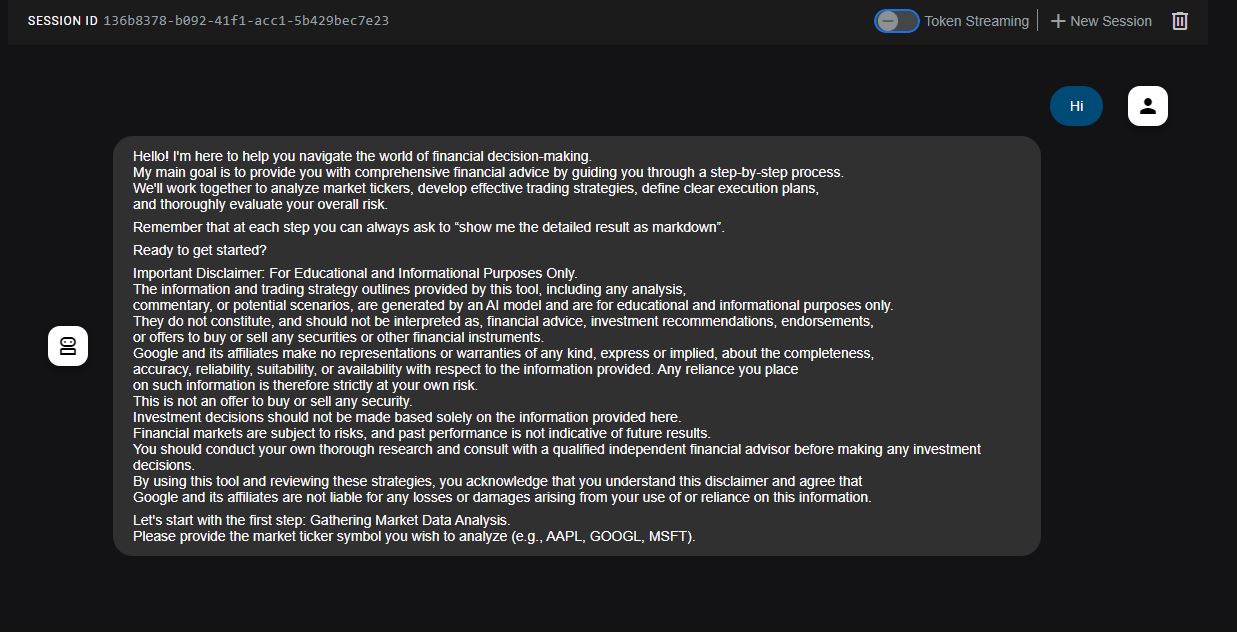 SESSION ID 136b8378-b092-41f1-acc1-5b429bec7e23
Token Streaming
New Session
Hi
Hello! I'm here to help you navigate the world of financial decision-making.
My main goal is to provide you with comprehensive financial advice by guiding you through a step-by-step process.
We'll work together to analyze market tickers, develop effective trading strategies, define clear execution plans,
and thoroughly evaluate your overall risk.
Remember that at each step you can always ask to “show me the detailed result as markdown”.
Ready to get started?
Important Disclaimer: For Educational and Informational Purposes Only.
The information and trading strategy outlines provided by this tool, including any analysis,
commentary, or potential scenarios, are generated by an AI model and are for educational and informational purposes only.
They do not constitute, and should not be interpreted as, financial advice, investment recommendations, endorsements,
or offers to buy or sell any securities or other financial instruments.
Google and its affiliates make no representations or warranties of any kind, express or implied, about the completeness,
accuracy, reliability, suitability, or availability with respect to the information provided. Any reliance you place
on such information is therefore strictly at your own risk.
This is not an offer to buy or sell any security.
Investment decisions should not be made based solely on the information provided here.
Financial markets are subject to risks, and past performance is not indicative of future results.
You should conduct your own thorough research and consult with a qualified independent financial advisor before making any investment
decisions.
By using this tool and reviewing these strategies, you acknowledge that you understand this disclaimer and agree that
Google and its affiliates are not liable for any losses or damages arising from your use of or reliance on this information.
Let's start with the first step: Gathering Market Data Analysis.
Please provide the market ticker symbol you wish to analyze (e.g., AAPL, GOOGL, MSFT).